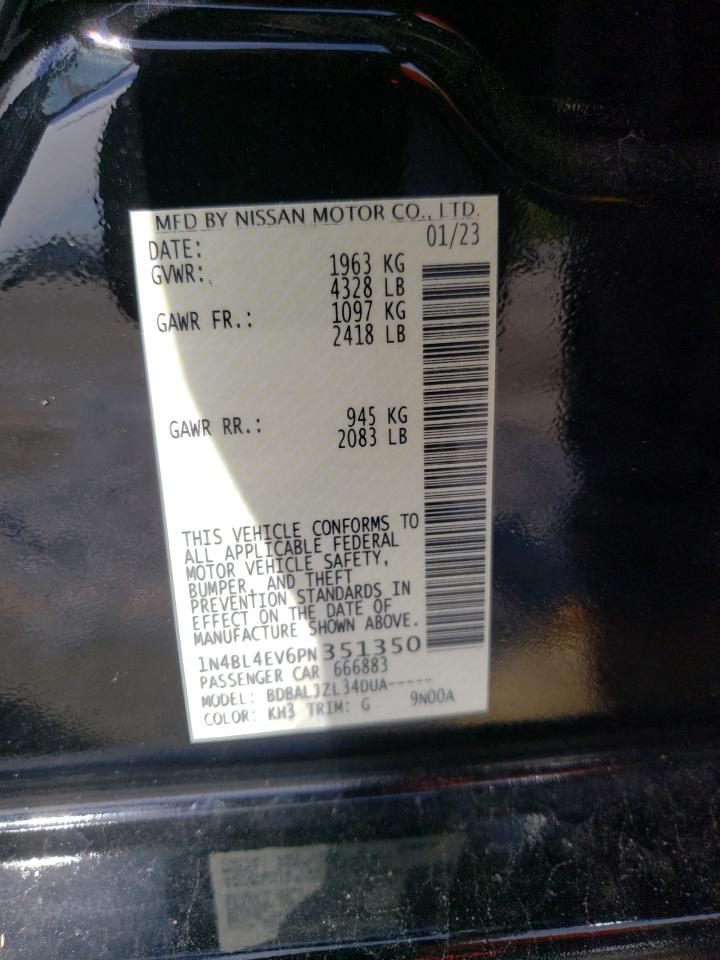 MFD BY NISSAN MOTOR CO., LTD.
DATE: 01/23
GVWR: 1963 KG
4328 LB
GAWR FR.: 1097 KG
2418 LB
GAWR RR.: 945 KG
2083 LB
THIS VEHICLE CONFORMS TO
ALL APPLICABLE FEDERAL
MOTOR VEHICLE SAFETY,
BUMPER, AND THEFT
PREVENTION STANDARDS IN
EFFECT ON THE DATE OF
MANUFACTURE SHOWN ABOVE.
1N4BL4EV6PN351350
PASSENGER CAR 666883
MODEL: BDBALJZL34DUA-----
COLOR: KH3 TRIM: G 9N00A